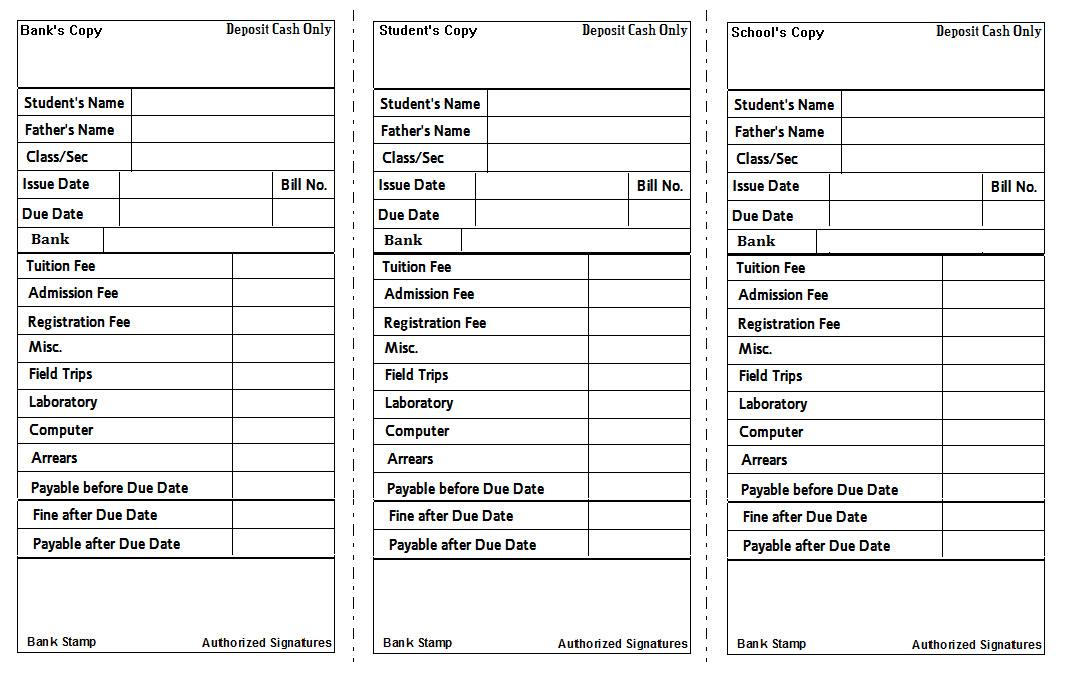 Bank's Copy Deposit Cash Only
Student's Name
Father's Name
Class/Sec
Issue Date Bill No.
Due Date
Bank
Tuition Fee
Admission Fee
Registration Fee
Misc.
Field Trips
Laboratory
Computer
Arrears
Payable before Due Date
Fine after Due Date
Payable after Due Date
Bank Stamp Authorized Signatures
Student's Copy Deposit Cash Only
Student's Name
Father's Name
Class/Sec
Issue Date Bill No.
Due Date
Bank
Tuition Fee
Admission Fee
Registration Fee
Misc.
Field Trips
Laboratory
Computer
Arrears
Payable before Due Date
Fine after Due Date
Payable after Due Date
Bank Stamp Authorized Signatures
School's Copy Deposit Cash Only
Student's Name
Father's Name
Class/Sec
Issue Date Bill No.
Due Date
Bank
Tuition Fee
Admission Fee
Registration Fee
Misc.
Field Trips
Laboratory
Computer
Arrears
Payable before Due Date
Fine after Due Date
Payable after Due Date
Bank Stamp Authorized Signatures